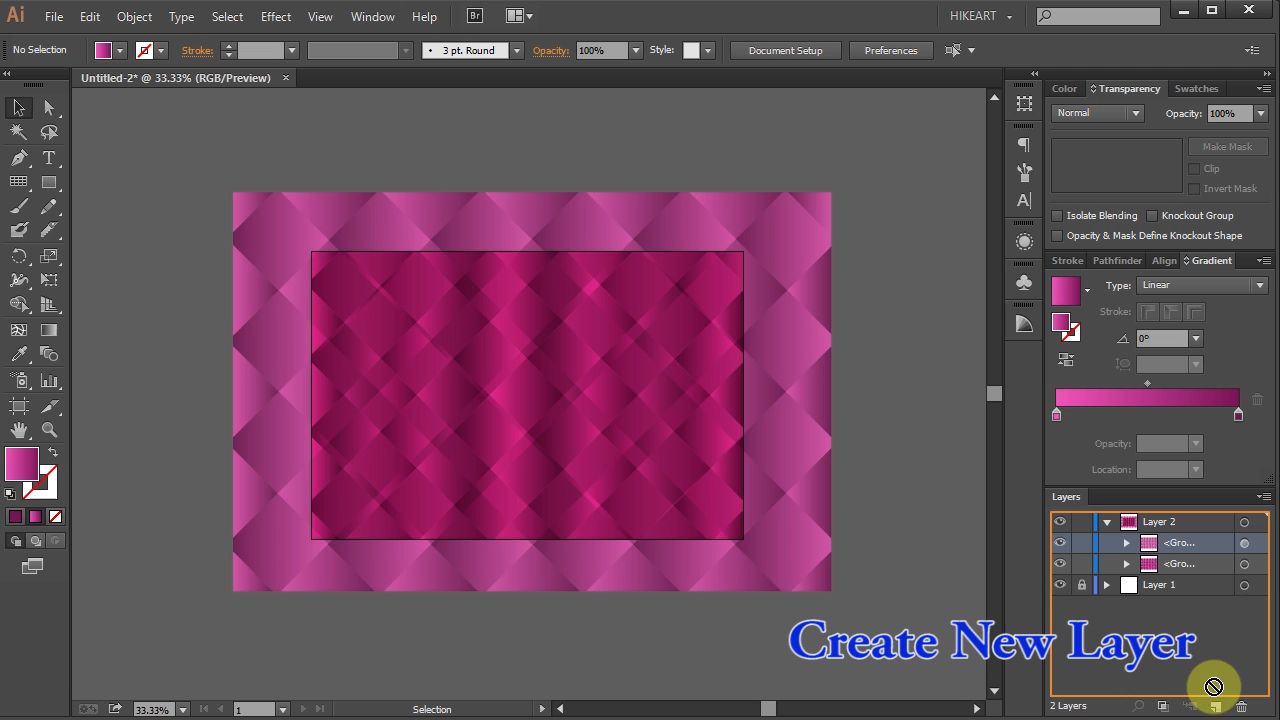 Ai File Edit Object Type Select Effect View Window Help Br HIKEART
No Selection Stroke: 3 pt. Round Opacity: 100% Style: Document Setup Preferences
Untitled-2* @ 33.33% (RGB/Preview)
Color Transparency Swatches
Normal Opacity: 100%
Make Mask
Clip
Invert Mask
Isolate Blending Knockout Group
Opacity & Mask Define Knockout Shape
Stroke Pathfinder Align Gradient
Type: Linear
Stroke:
0°
Opacity:
Location:
Layers
Layer 2
<Gro...
<Gro...
Layer 1
Create New Layer
2 Layers
33.33% 1 Selection